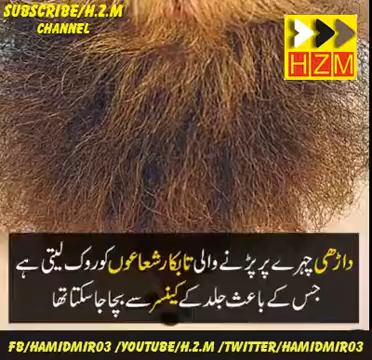 SUBSCRIBE/H.Z.M
CHANNEL
HZM
داڑھی چہرے پر پڑنے والی تابکار شعاعوں کو روک لیتی ہے
جس کے باعث جلد کے کینسر سے بچا جا سکتا تھا
FB/HAMIDMIR03 /YOUTUBE/H.Z.M /TWITTER/HAMIDMIR03